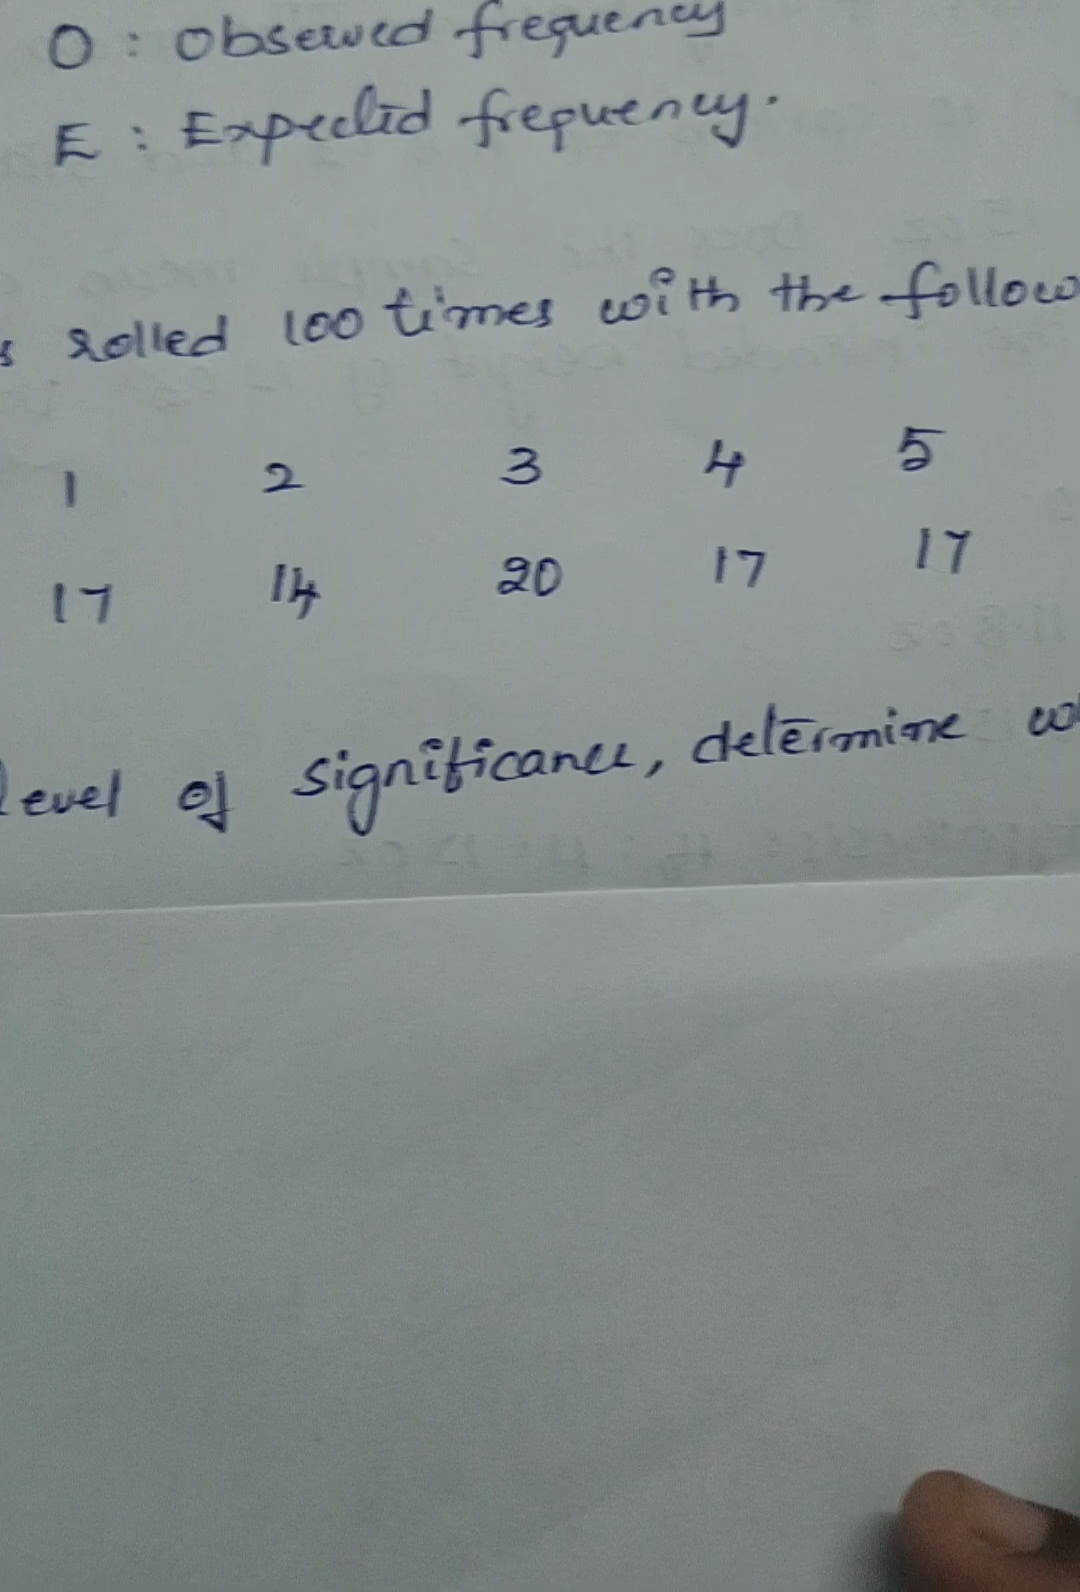 O : Observed frequency
E : Expected frequency.
s rolled 100 times with the follow
1 2 3 4 5
17 14 20 17 17
level of significance, determine